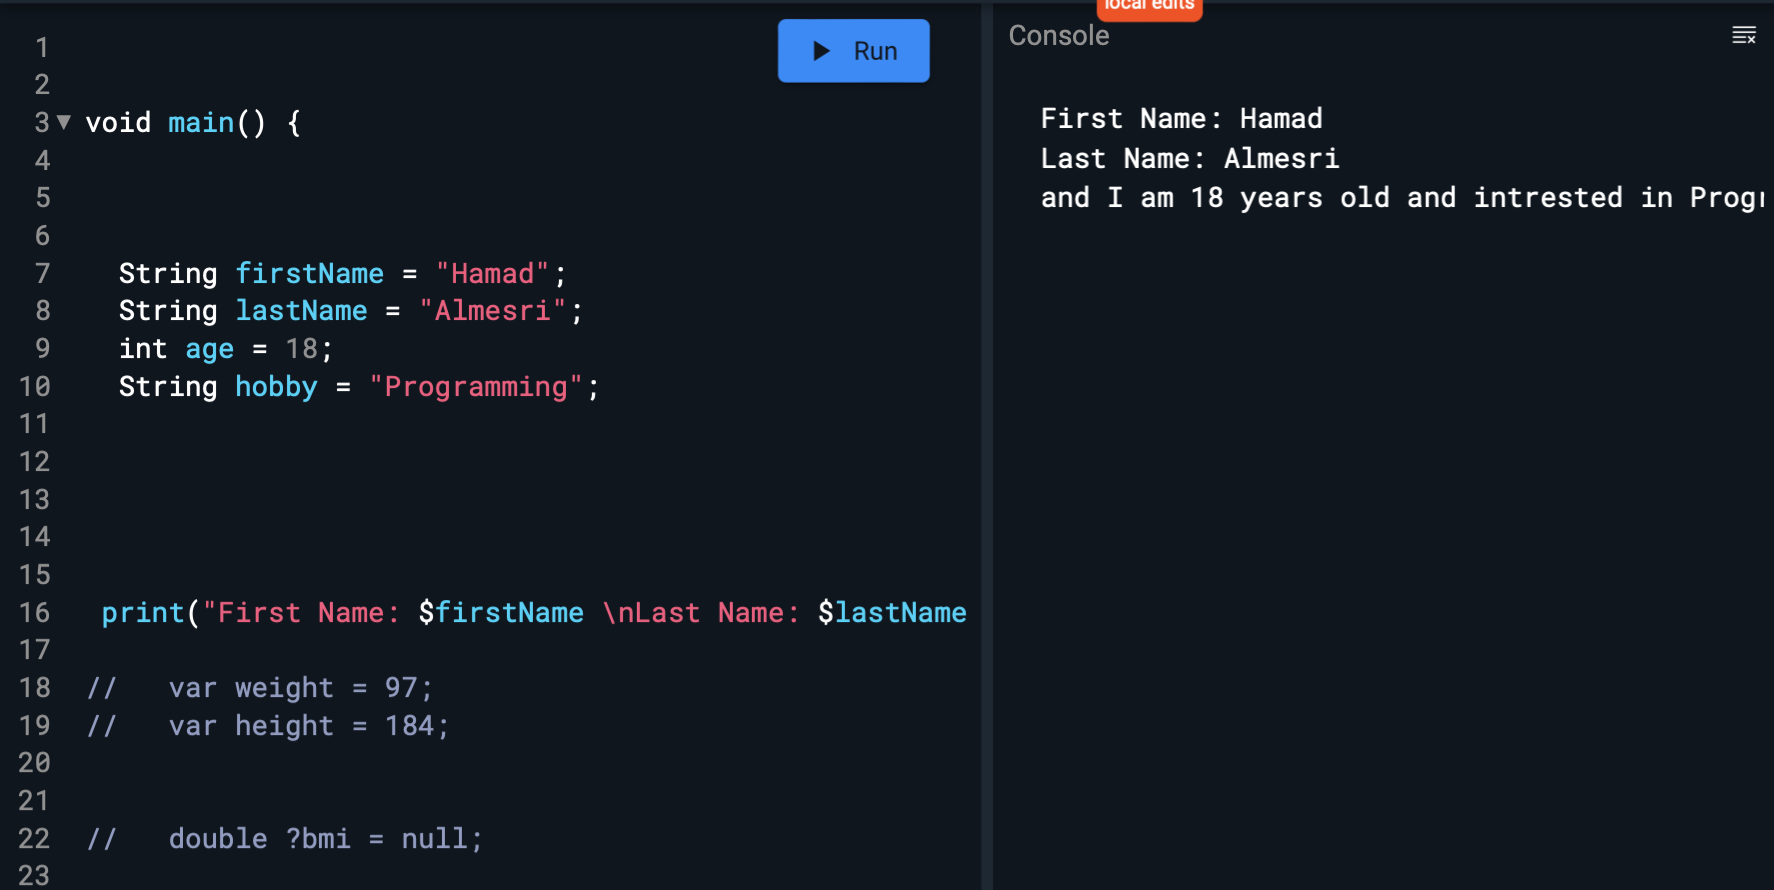 local edits
Run
Console
1
2
3 void main() {
4
5
6
7 String firstName = "Hamad";
8 String lastName = "Almesri";
9 int age = 18;
10 String hobby = "Programming";
11
12
13
14
15
16 print("First Name: $firstName \nLast Name: $lastName
17
18 // var weight = 97;
19 // var height = 184;
20
21
22 // double ?bmi = null;
23
First Name: Hamad
Last Name: Almesri
and I am 18 years old and intrested in Progr